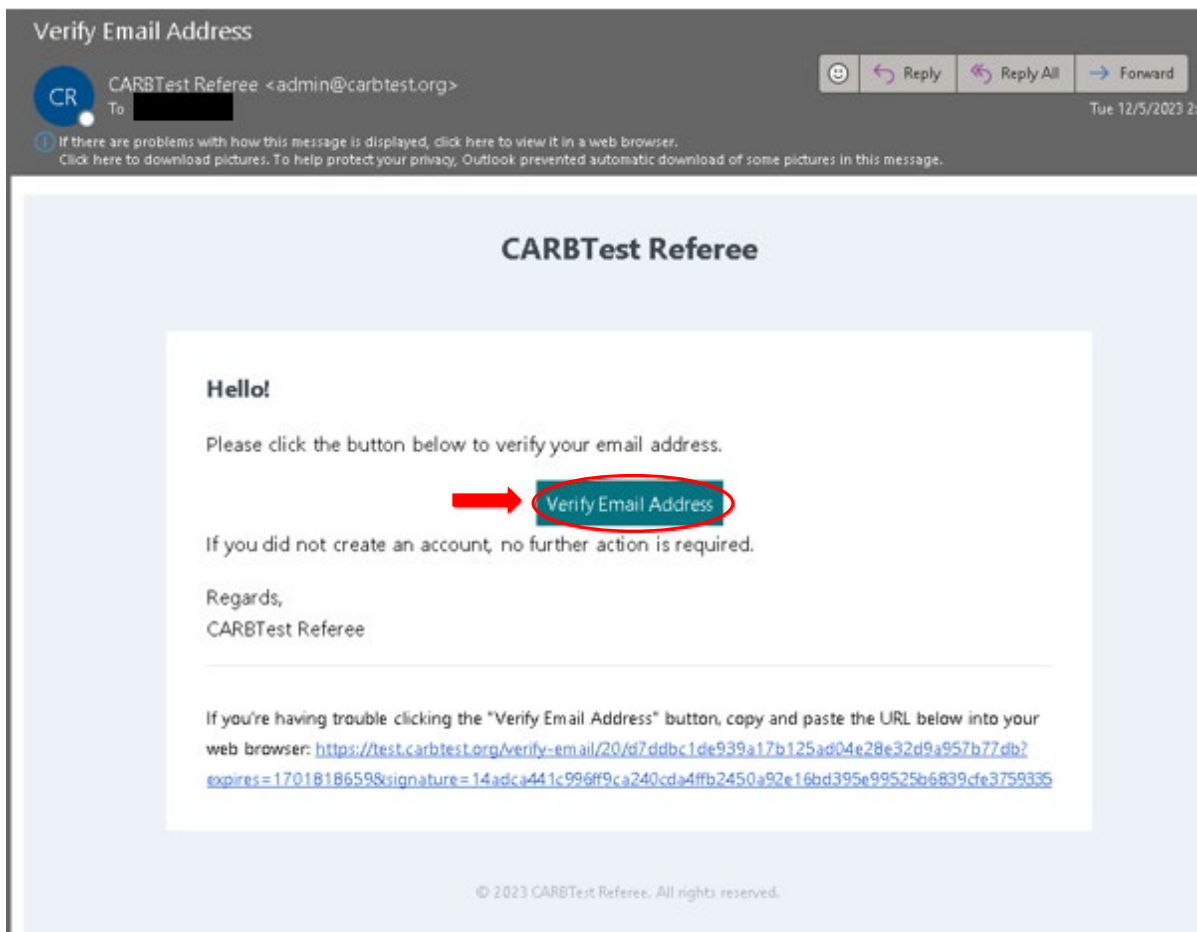 Verify Email Address
CR
CARBTest Referee <admin@carbtest.org>
To
Reply
Reply All
Forward
Tue 12/5/2023 2:
If there are problems with how this message is displayed, click here to view it in a web browser.
Click here to download pictures. To help protect your privacy, Outlook prevented automatic download of some pictures in this message.
CARBTest Referee
Hello!
Please click the button below to verify your email address.
Verify Email Address
If you did not create an account, no further action is required.
Regards,
CARBTest Referee
If you're having trouble clicking the "Verify Email Address" button, copy and paste the URL below into your
web browser: https://test.carbtest.org/verify-email/20/d7ddbc1de939a17b125ad04e28e32d9a957b77db?
expires=1701818659&signature=14adca441c996ff9ca240cda4ffb2450a92e16bd395e99525b6839cfe3759335
© 2023 CARBTest Referee. All rights reserved.